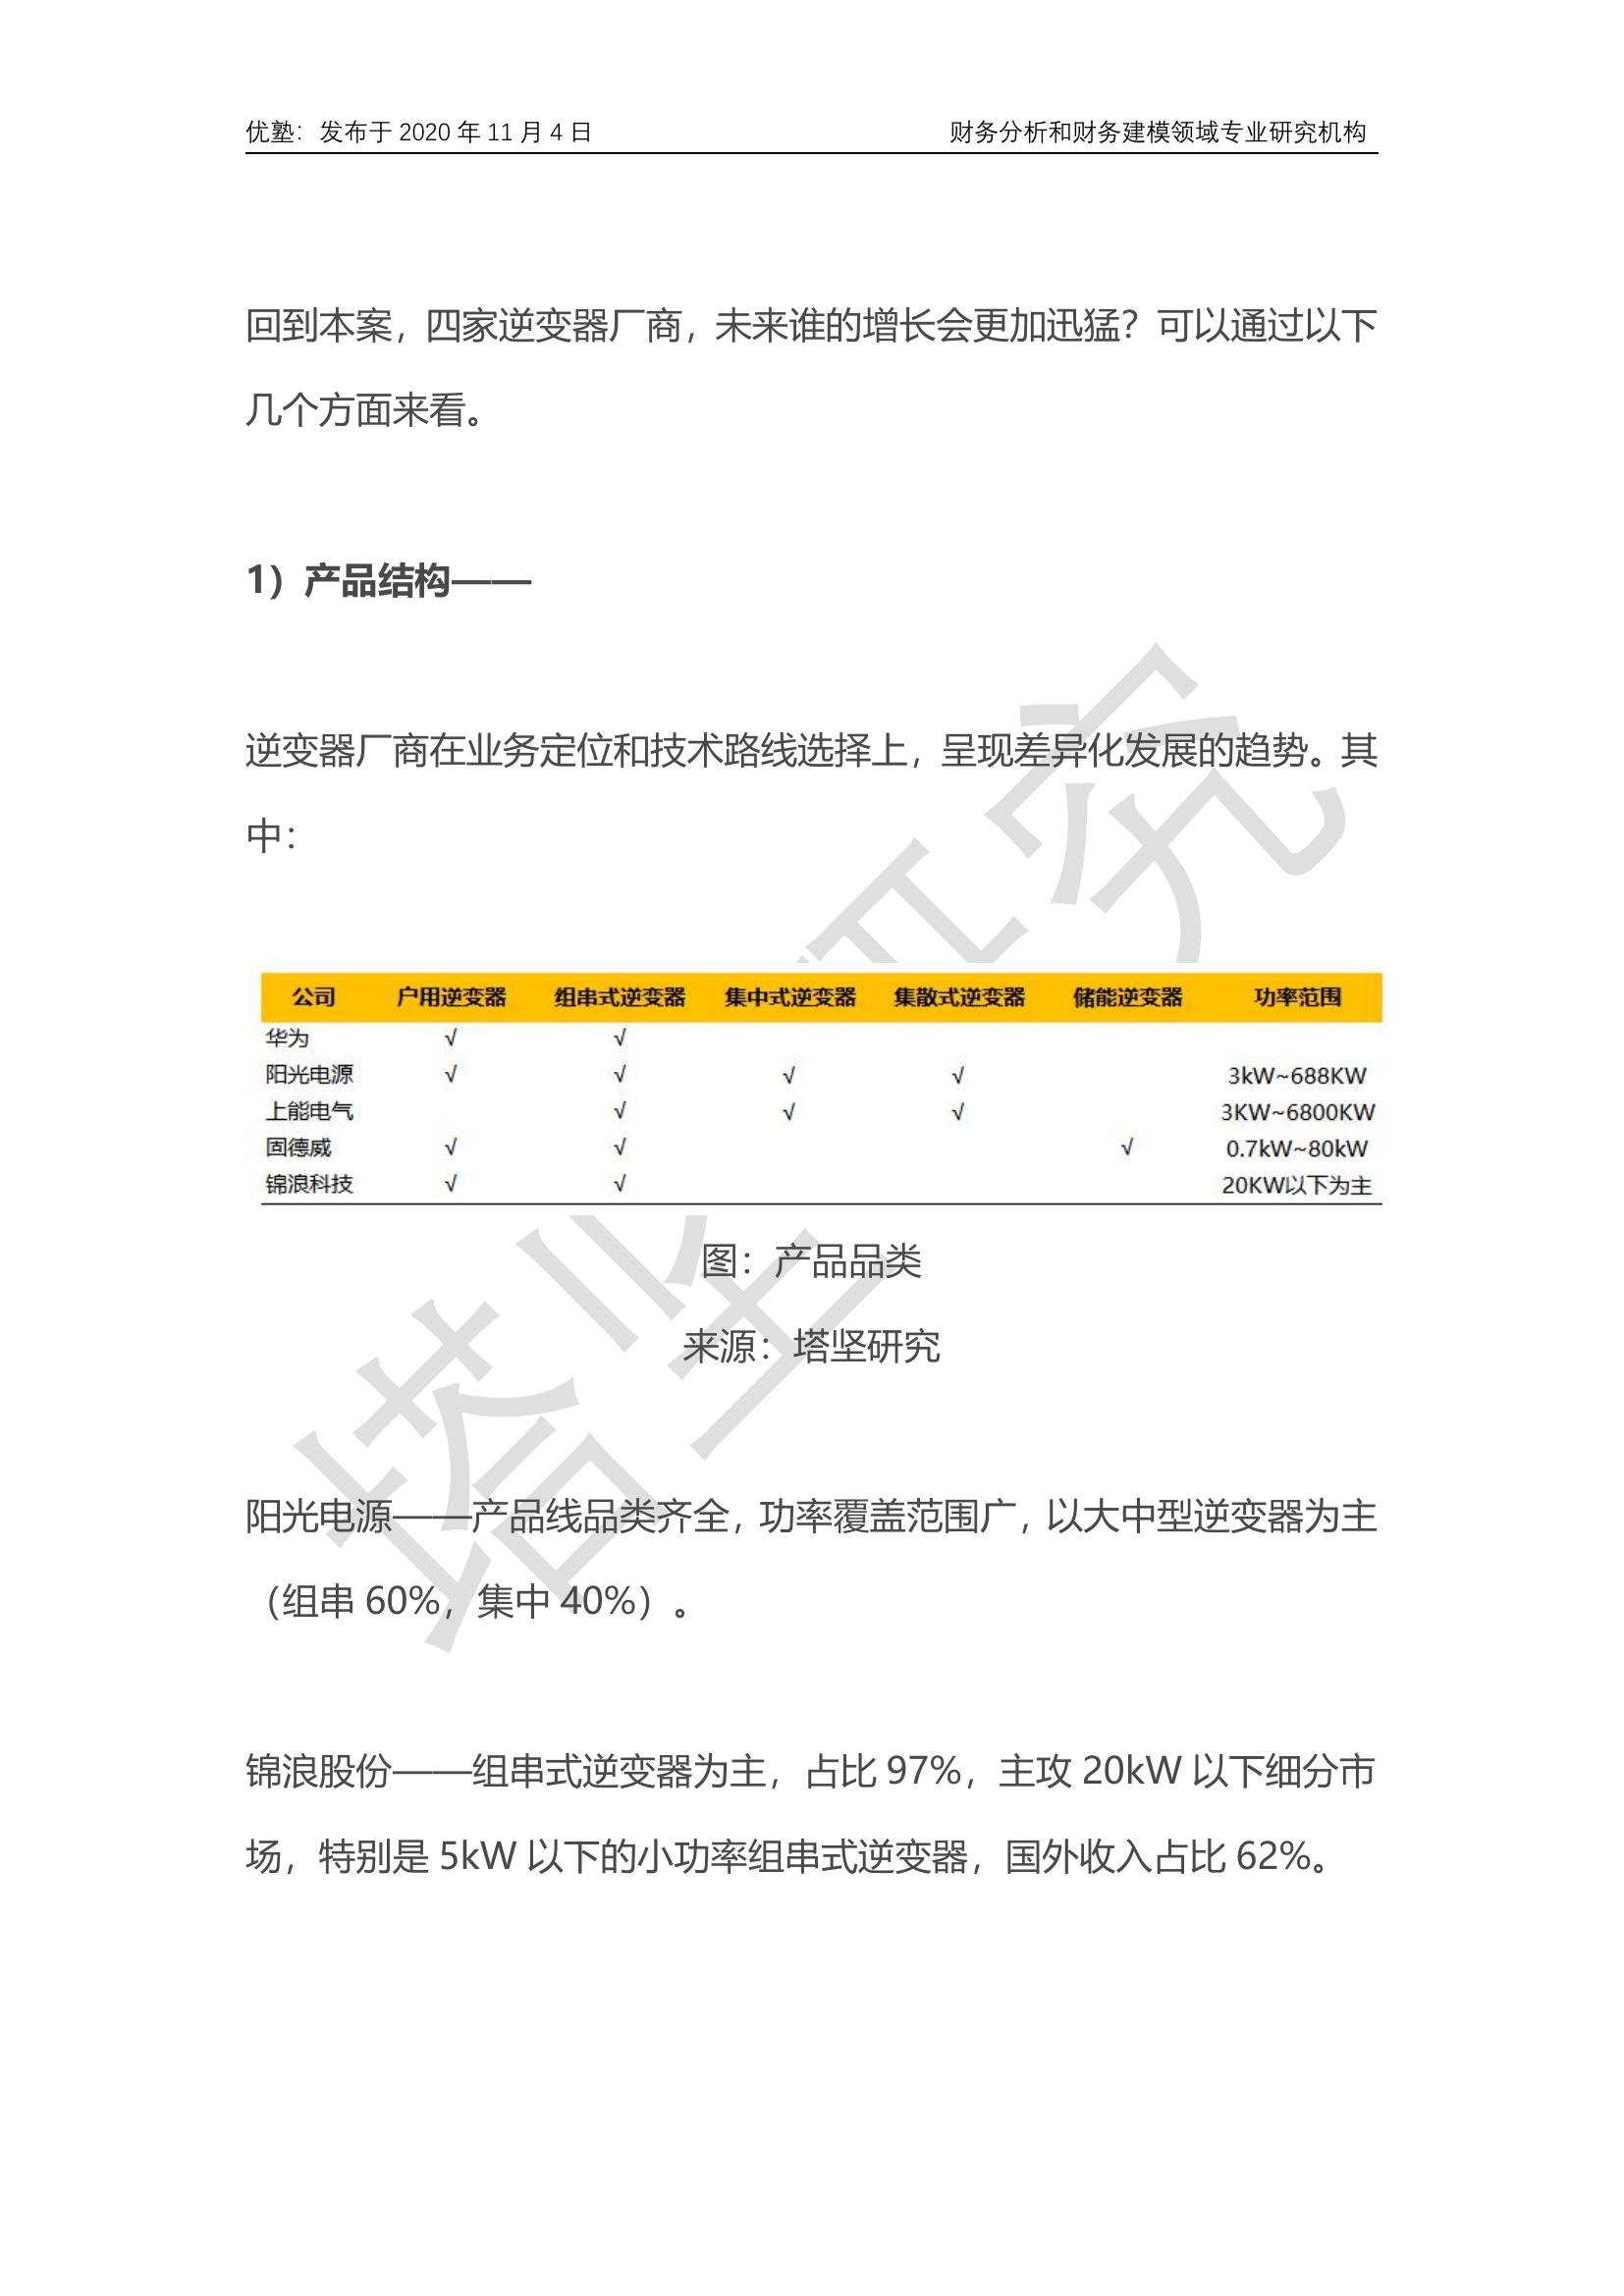 优塾：发布于 2020 年 11 月 4 日 财务分析和财务建模领域专业研究机构
回到本案，四家逆变器厂商，未来谁的增长会更加迅猛？可以通过以下
几个方面来看。
1）产品结构——
逆变器厂商在业务定位和技术路线选择上，呈现差异化发展的趋势。其
中：
公司 户用逆变器 组串式逆变器 集中式逆变器 集散式逆变器 储能逆变器 功率范围
华为 √ √
阳光电源 √ √ √ √ 3kW~688KW
上能电气 √ √ √ 3KW~6800KW
固德威 √ √ √ 0.7kW~80kW
锦浪科技 √ √ 20KW以下为主
图：产品品类
来源：塔坚研究
阳光电源——产品线品类齐全，功率覆盖范围广，以大中型逆变器为主
（组串 60%，集中 40%）。
锦浪股份——组串式逆变器为主，占比 97%，主攻 20kW 以下细分市
场，特别是 5kW 以下的小功率组串式逆变器，国外收入占比 62%。
塔坚研究